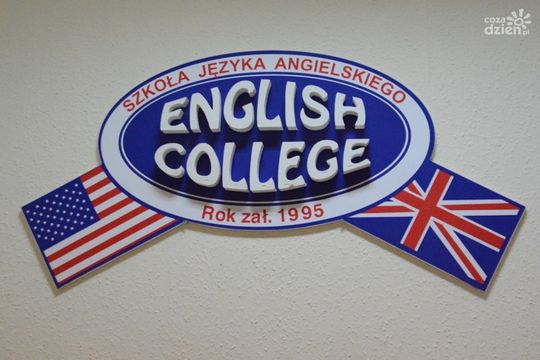 cozadzien.pl
SZKOŁA JĘZYKA ANGIELSKIEGO
ENGLISH
COLLEGE
Rok zał. 1995